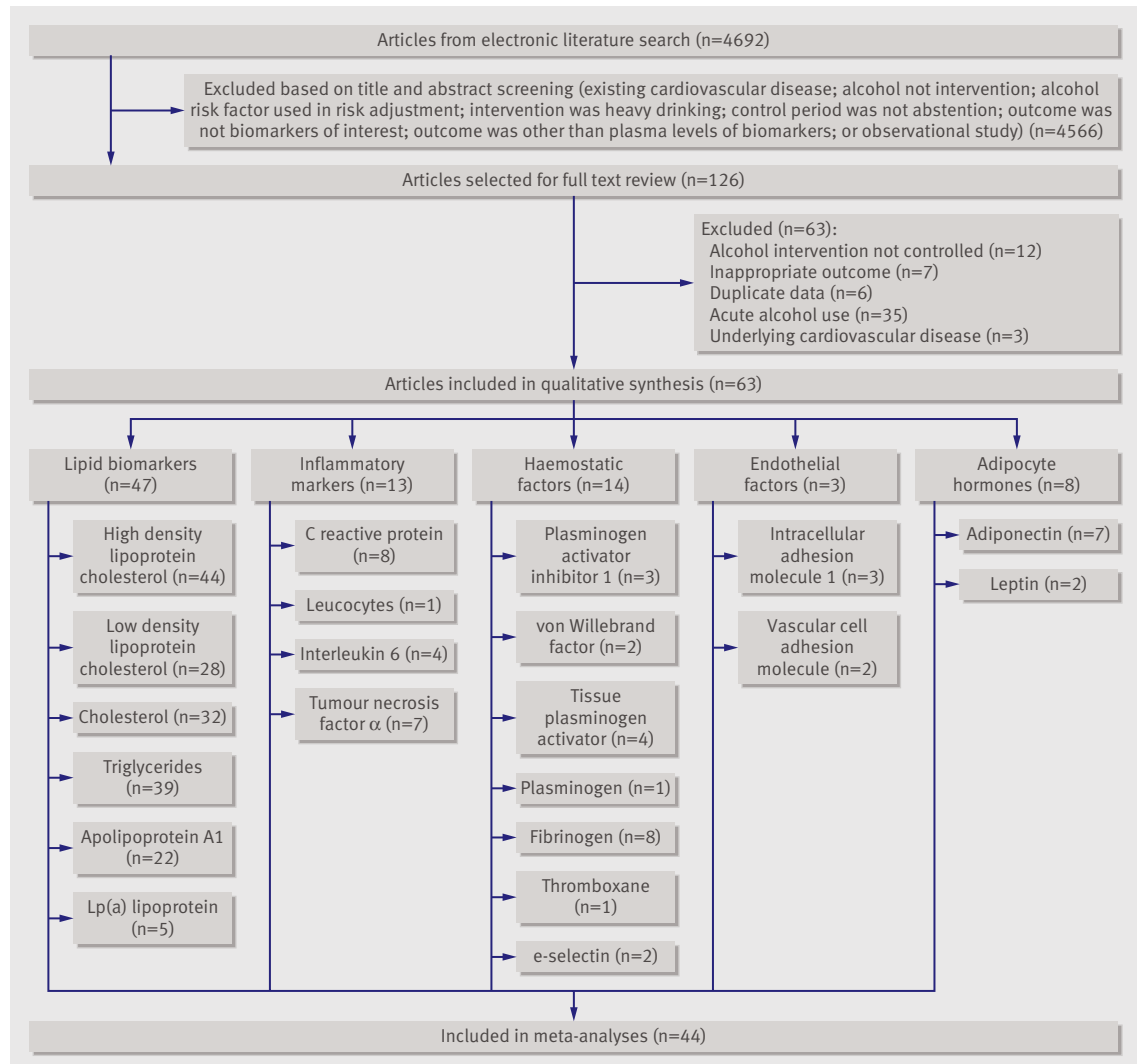 Articles from electronic literature search (n=4692)
Excluded based on title and abstract screening (existing cardiovascular disease; alcohol not intervention; alcohol
risk factor used in risk adjustment; intervention was heavy drinking; control period was not abstention; outcome was
not biomarkers of interest; outcome was other than plasma levels of biomarkers; or observational study) (n=4566)
Articles selected for full text review (n=126)
Excluded (n=63):
Alcohol intervention not controlled (n=12)
Inappropriate outcome (n=7)
Duplicate data (n=6)
Acute alcohol use (n=35)
Underlying cardiovascular disease (n=3)
Articles included in qualitative synthesis (n=63)
Lipid biomarkers
(n=47)
High density
lipoprotein
cholesterol (n=44)
Low density
lipoprotein
cholesterol (n=28)
Cholesterol (n=32)
Triglycerides
(n=39)
Apolipoprotein A1
(n=22)
Lp(a) lipoprotein
(n=5)
Inflammatory
markers (n=13)
C reactive protein
(n=8)
Leucocytes (n=1)
Interleukin 6 (n=4)
Tumour necrosis
factor α (n=7)
Haemostatic
factors (n=14)
Plasminogen
activator
inhibitor 1 (n=3)
von Willebrand
factor (n=2)
Tissue
plasminogen
activator (n=4)
Plasminogen (n=1)
Fibrinogen (n=8)
Thromboxane
(n=1)
e-selectin (n=2)
Endothelial
factors (n=3)
Intracellular
adhesion
molecule 1 (n=3)
Vascular cell
adhesion
molecule (n=2)
Adipocyte
hormones (n=8)
Adiponectin (n=7)
Leptin (n=2)
Included in meta-analyses (n=44)